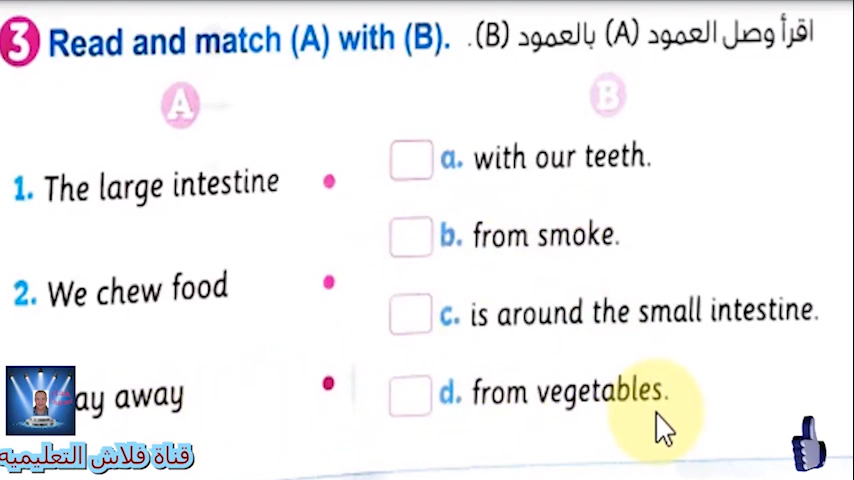 3 Read and match (A) with (B). اقرأ وصل العمود (A) بالعمود (B).
A
B
1. The large intestine
a. with our teeth.
b. from smoke.
2. We chew food
c. is around the small intestine.
ay away
d. from vegetables.
قناة فلاش التعليميه